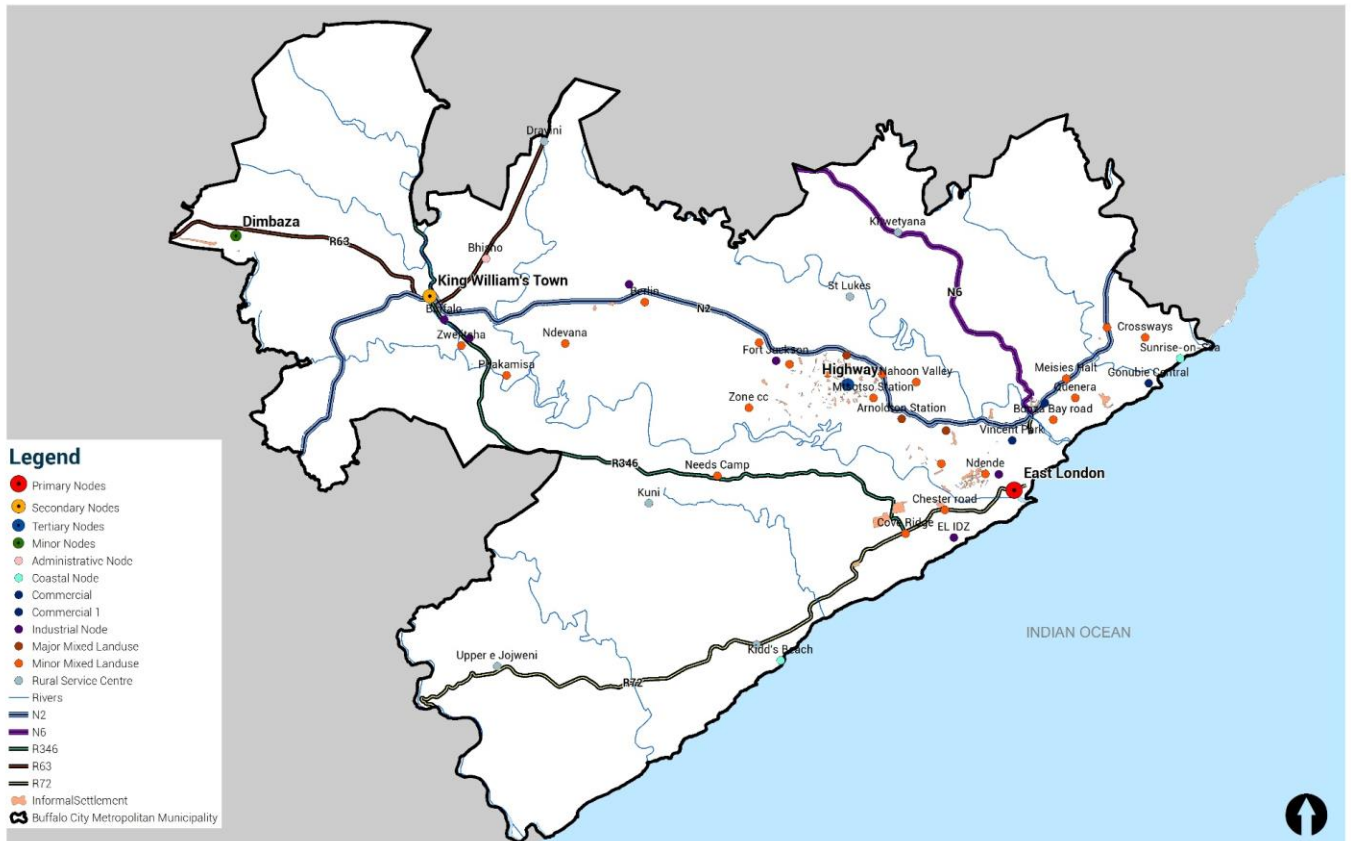 Drayini
Dimbaza
R63
Bhisho
King William's Town
Buffalo
Zwelitsha
Phakamisa
Ndevana
Berlin
N2
Khwetyana
St Lukes
N6
Crossways
Sunrise-on-Sea
Fort Jackson
Highway
Nahoon Valley
Mtsotso Station
Meisies Halt
Gonubie Central
Quenera
Zone cc
Arnoldton Station
Bonza Bay road
Vincent Park
R346
Needs Camp
Ndende
East London
Kuni
Chester road
Cove Ridge
EL IDZ
INDIAN OCEAN
Upper e Jojweni
Kidd's Beach
R72
Legend
Primary Nodes
Secondary Nodes
Tertiary Nodes
Minor Nodes
Administrative Node
Coastal Node
Commercial
Commercial 1
Industrial Node
Major Mixed Landuse
Minor Mixed Landuse
Rural Service Centre
Rivers
N2
N6
R346
R63
R72
InformalSettlement
Buffalo City Metropolitan Municipality